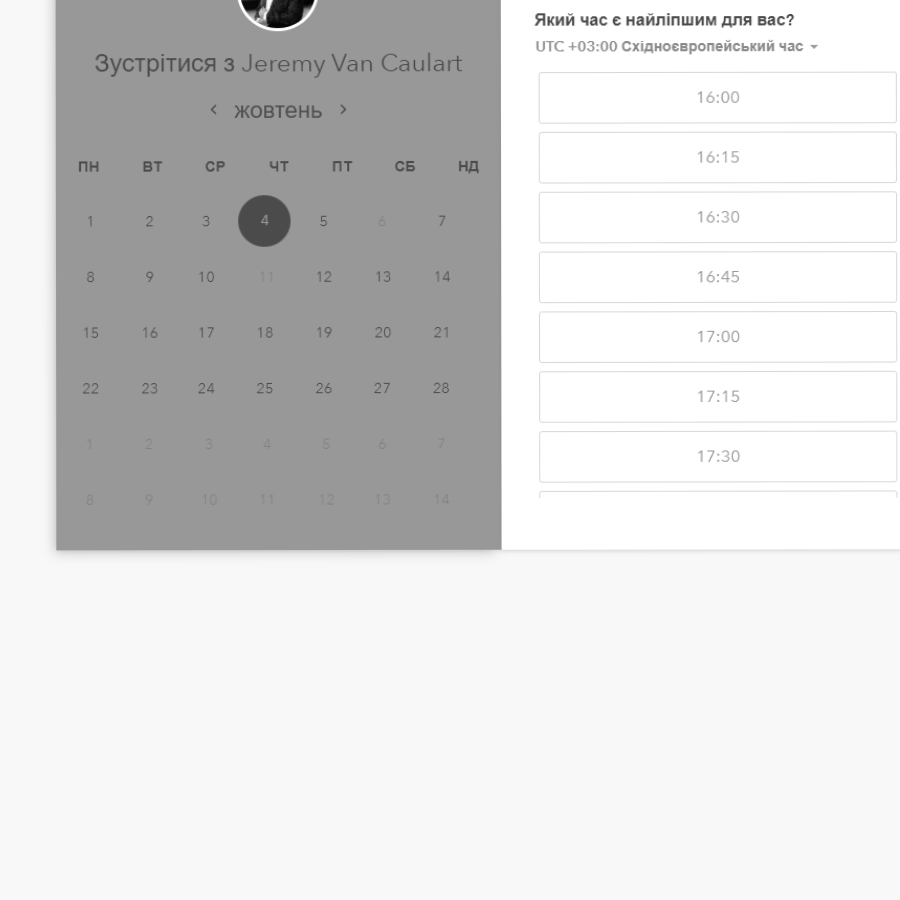 Зустрітися з Jeremy Van Caulart
жовтень
ПН ВТ СР ЧТ ПТ СБ НД
1 2 3 4 5 6 7
8 9 10 11 12 13 14
15 16 17 18 19 20 21
22 23 24 25 26 27 28
1 2 3 4 5 6 7
8 9 10 11 12 13 14
Який час є найліпшим для вас?
UTC +03:00 Східноєвропейський час
16:00
16:15
16:30
16:45
17:00
17:15
17:30